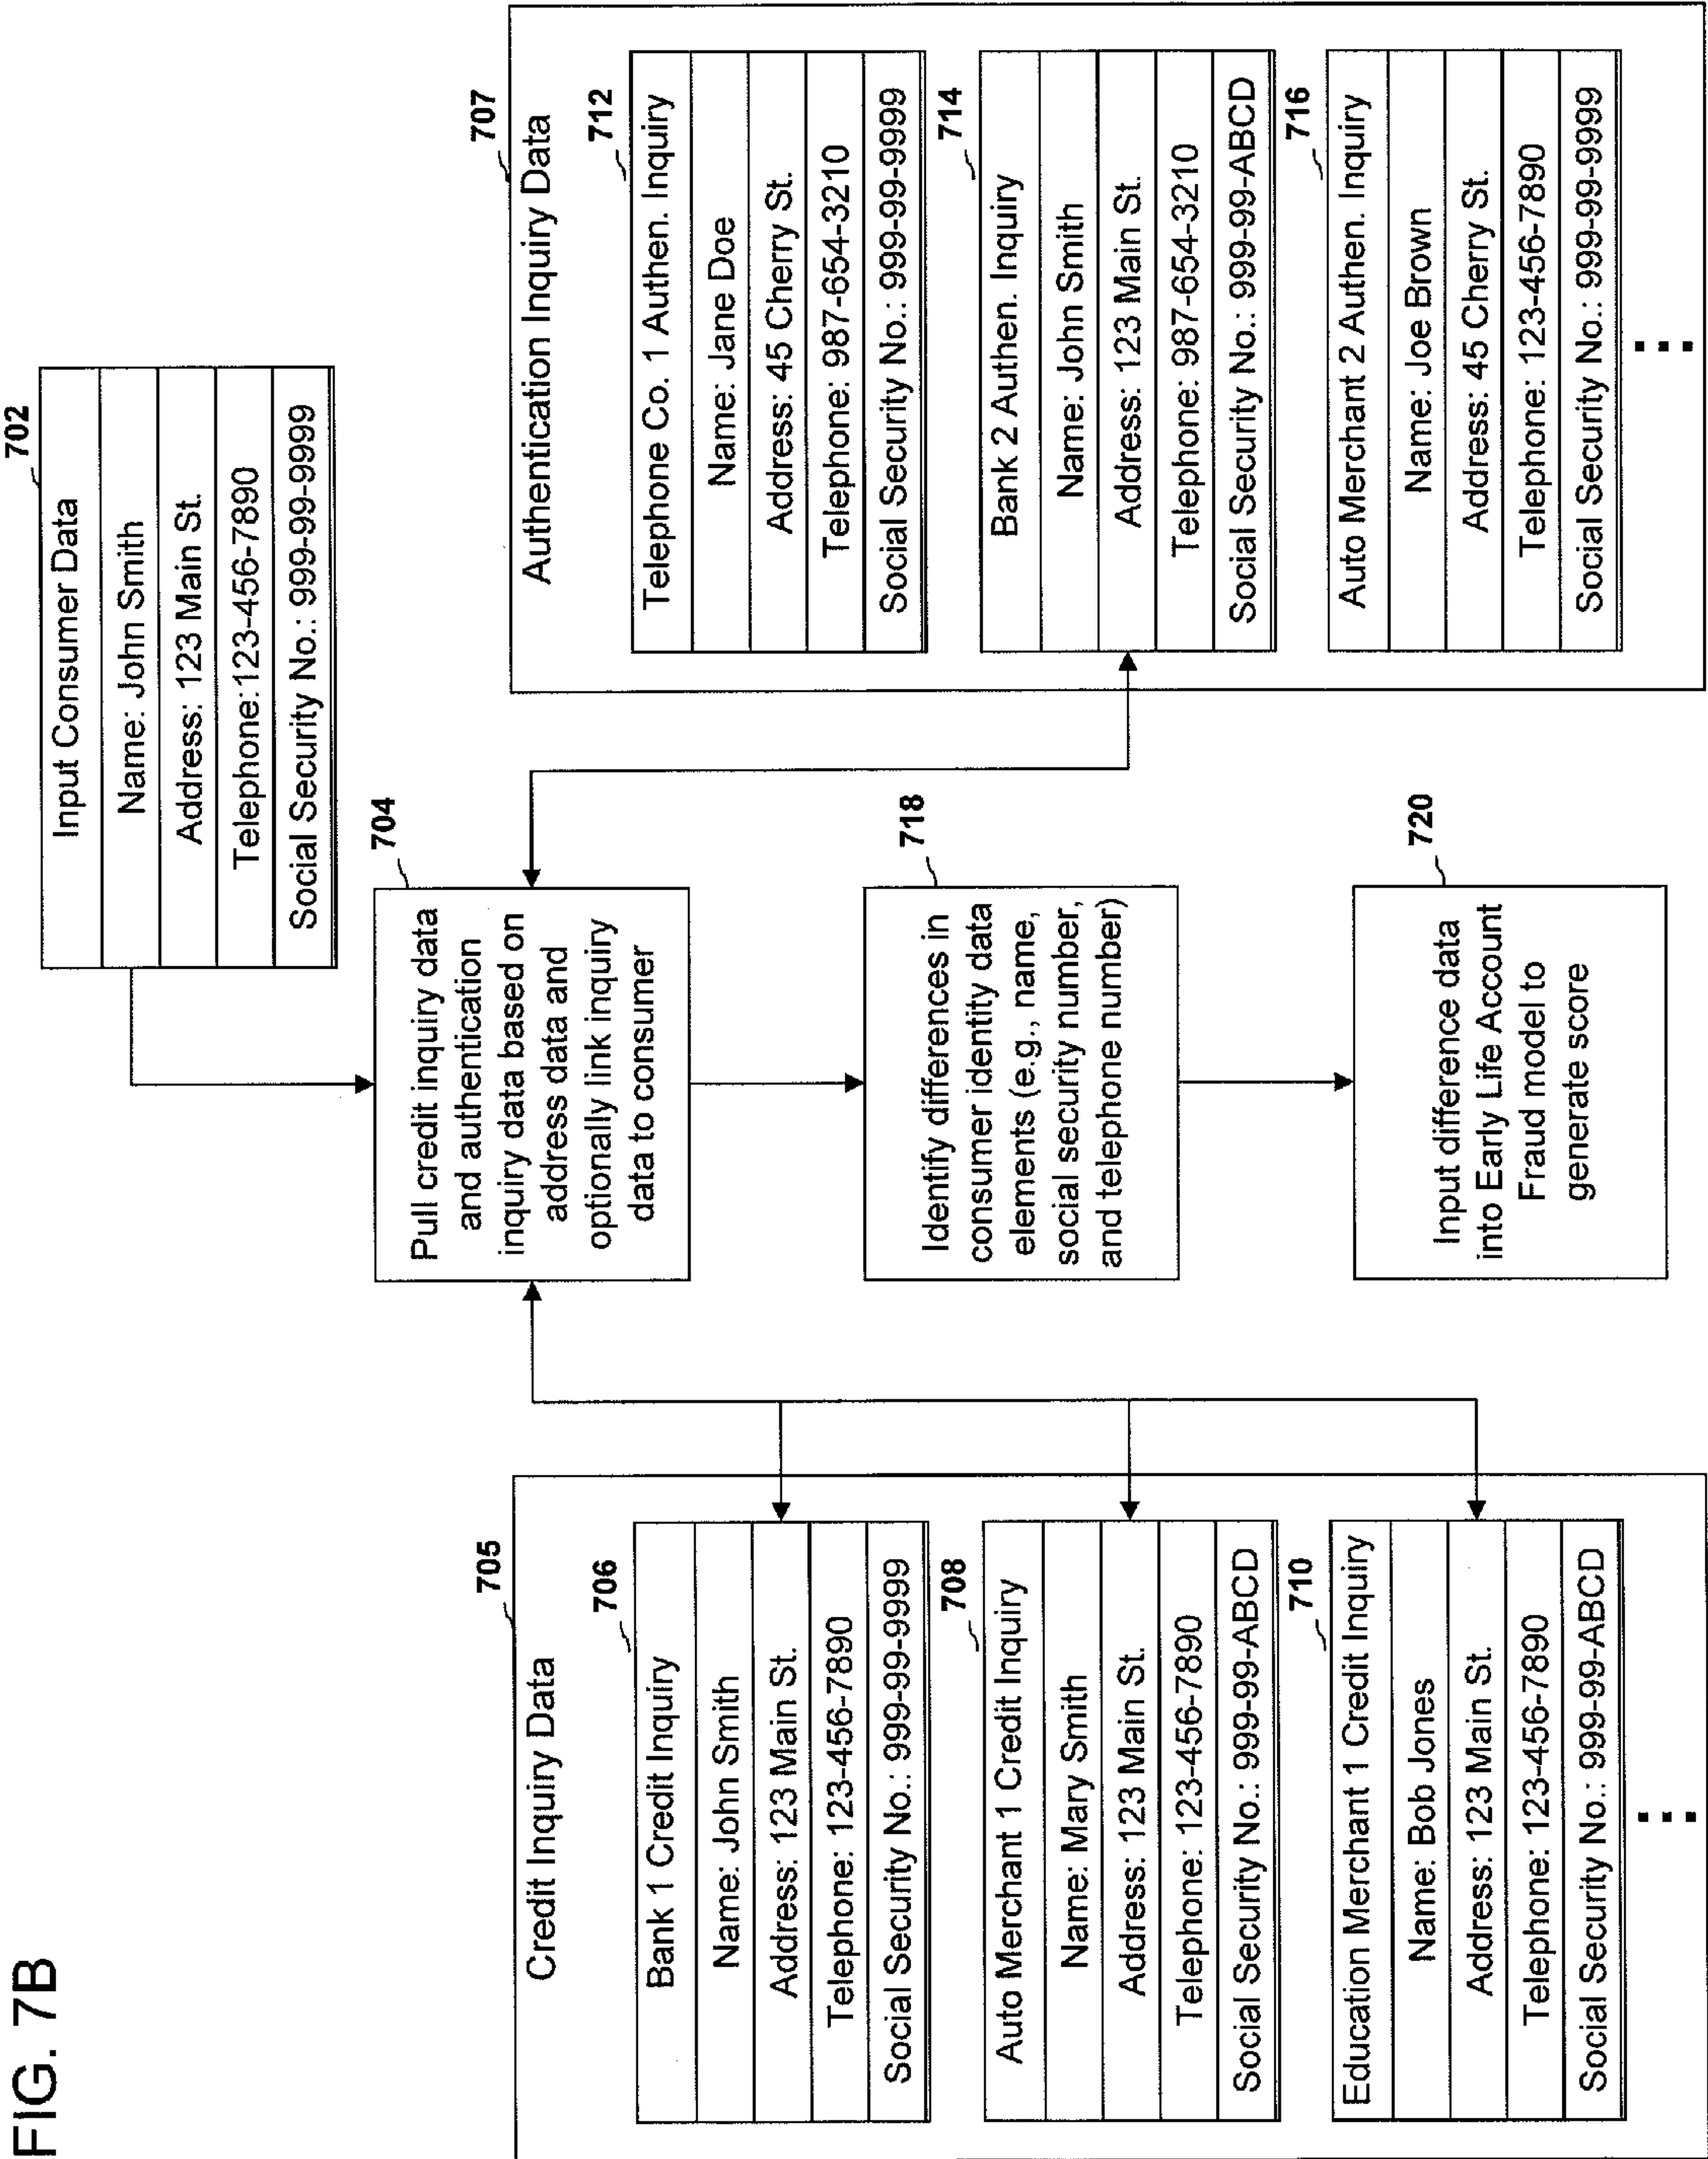 FIG. 7B
702
Input Consumer Data
Name: John Smith
Address: 123 Main St.
Telephone:123-456-7890
Social Security No.: 999-99-9999
704
Pull credit inquiry data
and authentication
inquiry data based on
address data and
optionally link inquiry
data to consumer
705
Credit Inquiry Data
706
Bank 1 Credit Inquiry
Name: John Smith
Address: 123 Main St.
Telephone: 123-456-7890
Social Security No.: 999-99-9999
708
Auto Merchant 1 Credit Inquiry
Name: Mary Smith
Address: 123 Main St.
Telephone: 123-456-7890
Social Security No.: 999-99-ABCD
710
Education Merchant 1 Credit Inquiry
Name: Bob Jones
Address: 123 Main St.
Telephone: 123-456-7890
Social Security No.: 999-99-ABCD
707
Authentication Inquiry Data
712
Telephone Co. 1 Authen. Inquiry
Name: Jane Doe
Address: 45 Cherry St.
Telephone: 987-654-3210
Social Security No.: 999-99-9999
714
Bank 2 Authen. Inquiry
Name: John Smith
Address: 123 Main St.
Telephone: 987-654-3210
Social Security No.: 999-99-ABCD
716
Auto Merchant 2 Authen. Inquiry
Name: Joe Brown
Address: 45 Cherry St.
Telephone: 123-456-7890
Social Security No.: 999-99-9999
718
Identify differences in
consumer identity data
elements (e.g., name,
social security number,
and telephone number)
720
Input difference data
into Early Life Account
Fraud model to
generate score